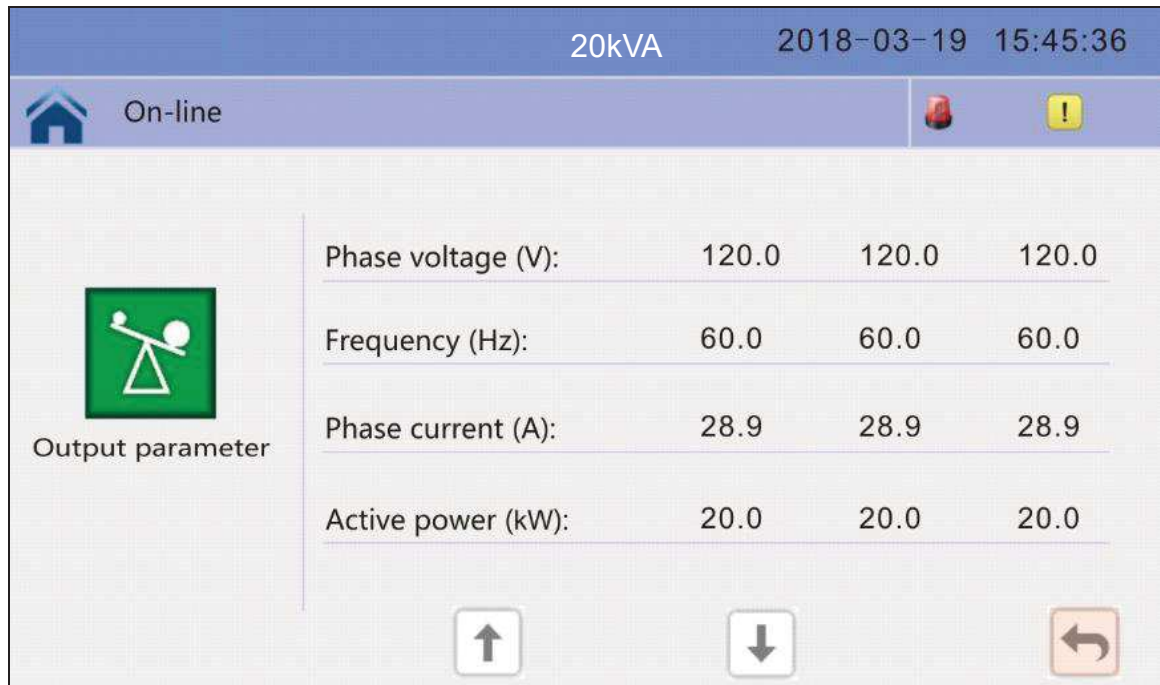 20kVA 2018-03-19 15:45:36
On-line !
Phase voltage (V): 120.0 120.0 120.0
Frequency (Hz): 60.0 60.0 60.0
Phase current (A): 28.9 28.9 28.9
Output parameter
Active power (kW): 20.0 20.0 20.0